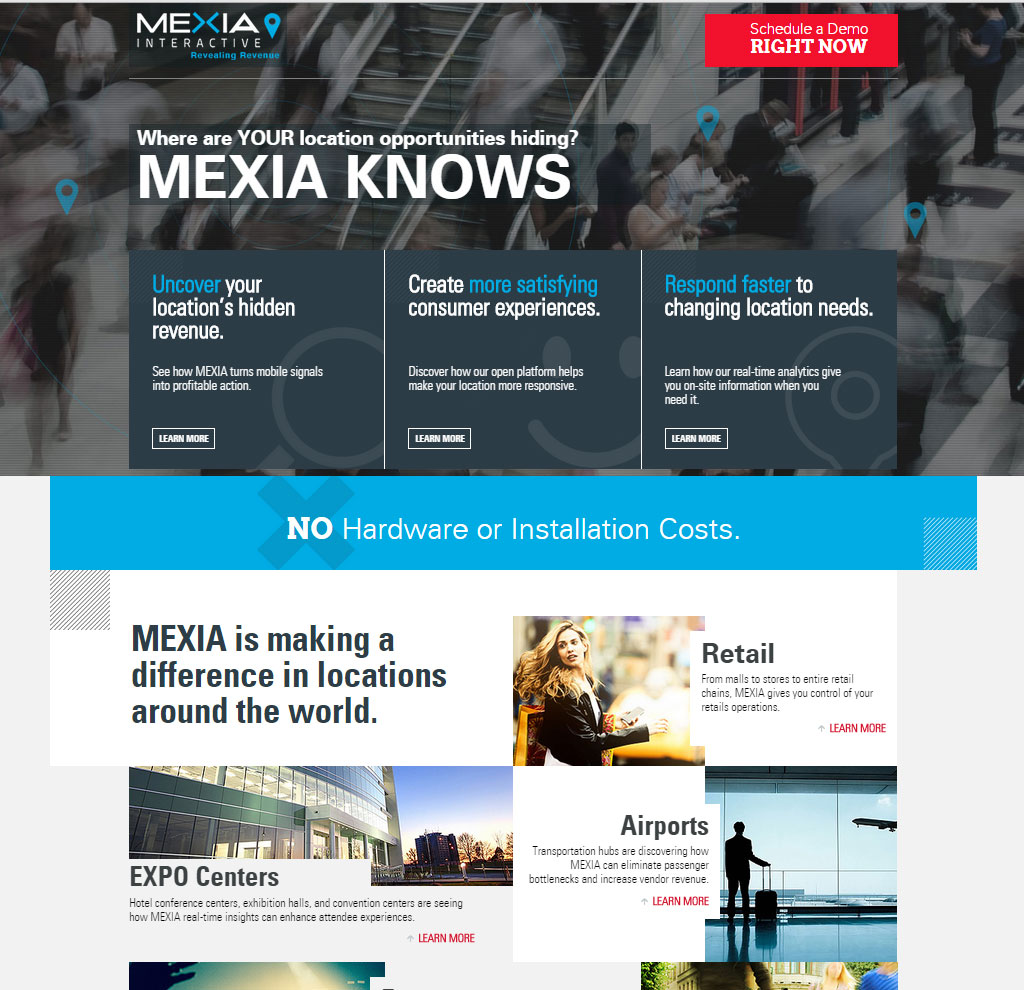 MEXIA
INTERACTIVE
Revealing Revenue
Schedule a Demo
RIGHT NOW
Where are YOUR location opportunities hiding?
MEXIA KNOWS
Uncover your
location's hidden
revenue.
See how MEXIA turns mobile signals
into profitable action.
LEARN MORE
Create more satisfying
consumer experiences.
Discover how our open platform helps
make your location more responsive.
LEARN MORE
Respond faster to
changing location needs.
Learn how our real-time analytics give
you on-site information when you
need it.
LEARN MORE
NO Hardware or Installation Costs.
MEXIA is making a
difference in locations
around the world.
Retail
From malls to stores to entire retail
chains, MEXIA gives you control of your
retails operations.
LEARN MORE
EXPO Centers
Hotel conference centers, exhibition halls, and convention centers are seeing
how MEXIA real-time insights can enhance attendee experiences.
LEARN MORE
Airports
Transportation hubs are discovering how
MEXIA can eliminate passenger
bottlenecks and increase vendor revenue.
LEARN MORE